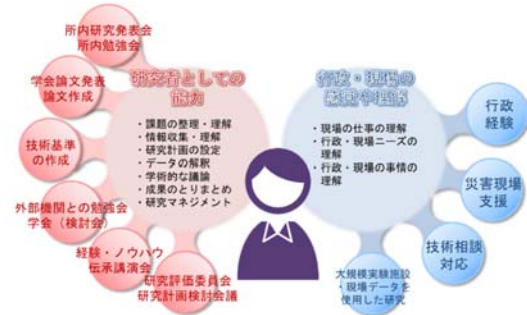 所内研究発表会
所内勉強会
学会論文発表
論文作成
技術基準
の作成
外部機関との勉強会
学会（検討会）
経験・ノウハウ
伝承講演会
研究評価委員会
研究計画検討会議
研究者としての
能力
・課題の整理・理解
・情報収集・理解
・研究計画の設定
・データの解釈
・学術的な議論
・成果のとりまとめ
・研究マネジメント
行政・現場の
・現場の仕事の理解
・行政・現場ニーズの
理解
・行政・現場の事情の
理解
行政
経験
災害現場
支援
技術相談
対応
大規模実験施設
・現場データを
使用した研究